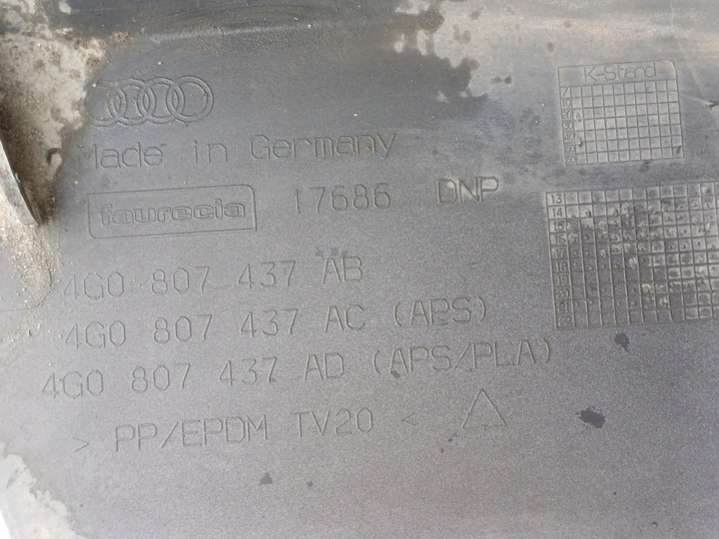 K-Stand
Made in Germany
faurecia 17686 DNP
4G0 807 437 AB
4G0 807 437 AC (APS)
4G0 807 437 AD (APS/PLA)
> PP/EPDM TV20 <